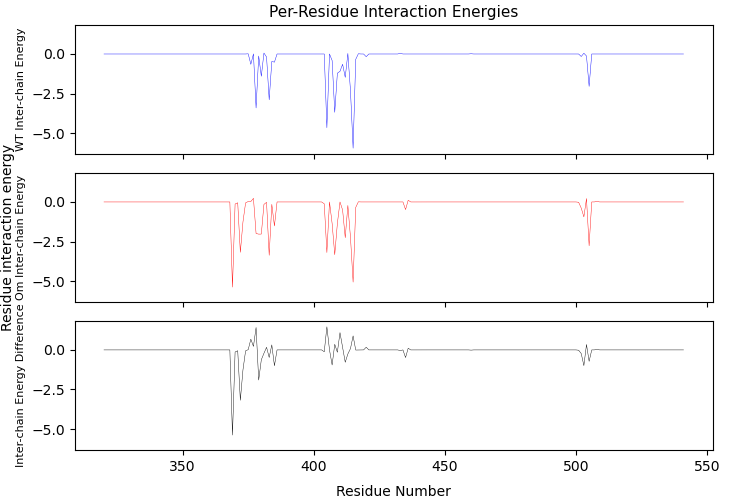 Per-Residue Interaction Energies
Residue interaction energy
WT Inter-chain Energy
0.0
−2.5
−5.0
Om Inter-chain Energy
0.0
−2.5
−5.0
Inter-chain Energy Difference
0.0
−2.5
−5.0
350
400
450
500
550
Residue Number